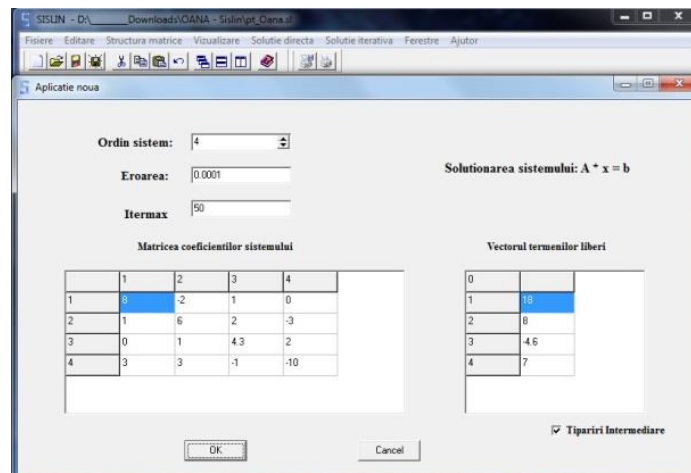 SISLIN - D:\______Downloads\OANA - Sislin\pt_Oana.sl
Fisiere Editare Structura matrice Vizualizare Solutie directa Solutie iterativa Ferestre Ajutor
Aplicatie noua
Ordin sistem: 4
Eroarea: 0.0001
Solutionarea sistemului: A * x = b
Itermax 50
Matricea coeficientilor sistemului Vectorul termenilor liberi
1 2 3 4 0
1 8 -2 1 0 1 18
2 1 6 2 -3 2 8
3 0 1 4.3 2 3 -4.6
4 3 3 -1 -10 4 7
Tipariri Intermediare
OK Cancel